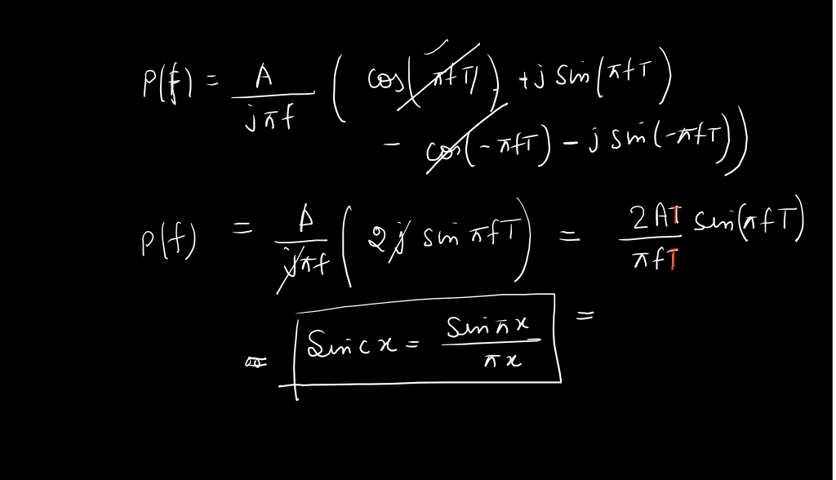 P(f) = A / jπf ( cos(πfT) + j sin(πfT)
- cos(-πfT) - j sin(-πfT))
P(f) = A / jπf ( 2j sin πfT ) = 2AT / πfT sin(πfT)
= Sinc x = Sin πx / πx =